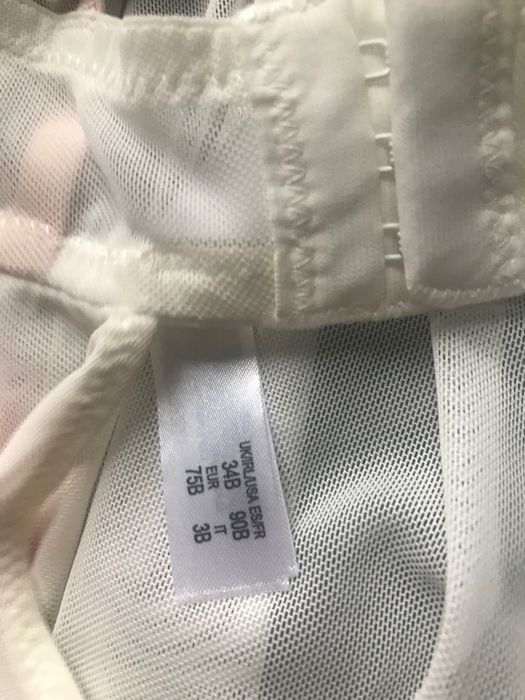 UK/IRL/USA ES/FR
34B 90B
EUR IT
75B 3B